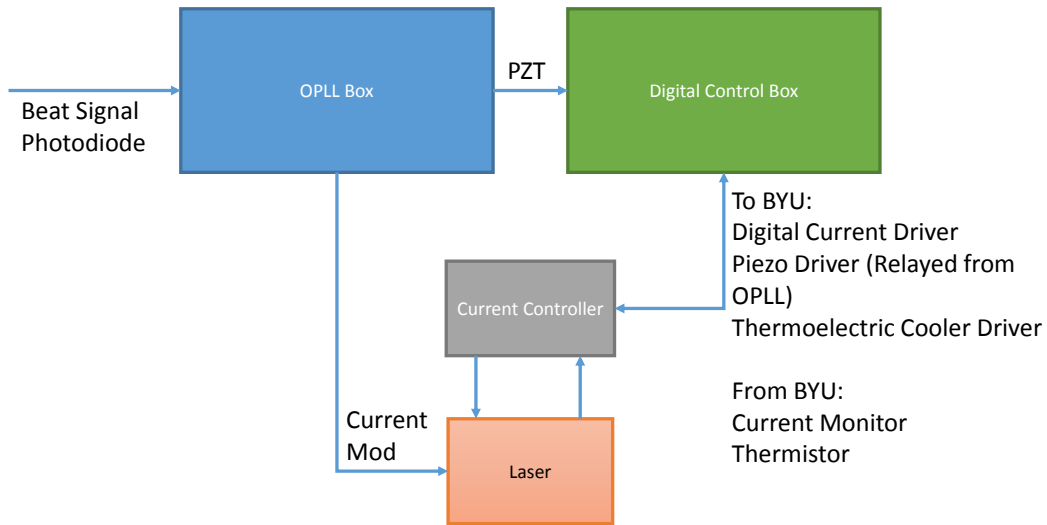 OPLL Box
PZT
Digital Control Box
Beat Signal
Photodiode
To BYU:
Digital Current Driver
Piezo Driver (Relayed from
OPLL)
Thermoelectric Cooler Driver
Current Controller
From BYU:
Current Monitor
Thermistor
Current
Mod
Laser